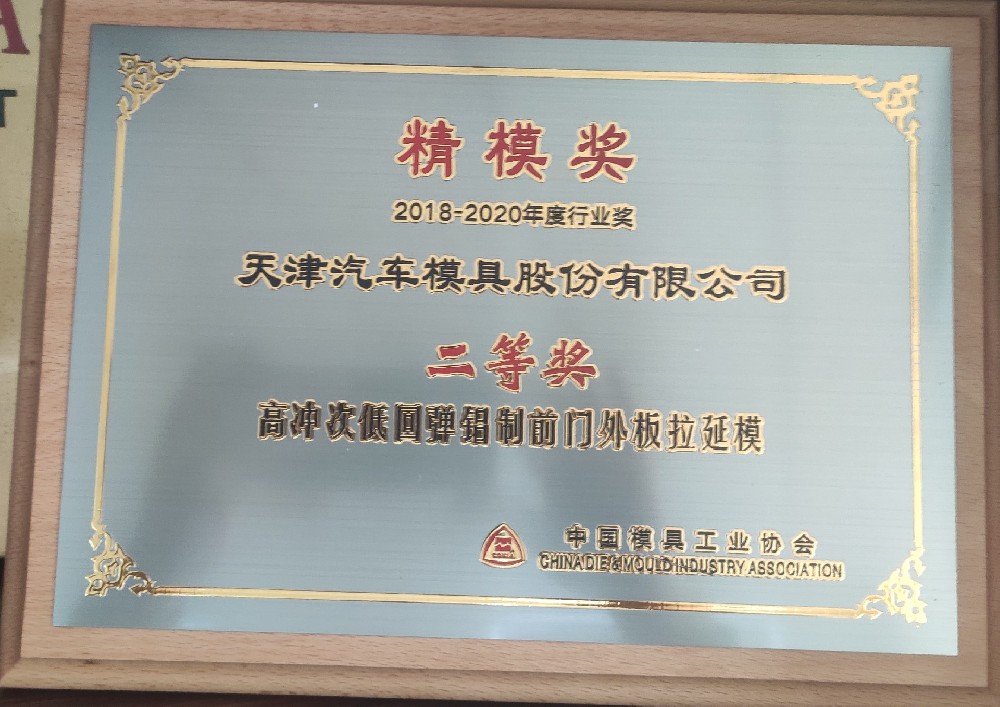 A
T
精模奖
2018-2020年度行业奖
天津汽车模具股份有限公司
二等奖
高冲次低圆弹铝制前门外板拉延模
中国模具工业协会
CHINA DIE & MOULD INDUSTRY ASSOCIATION